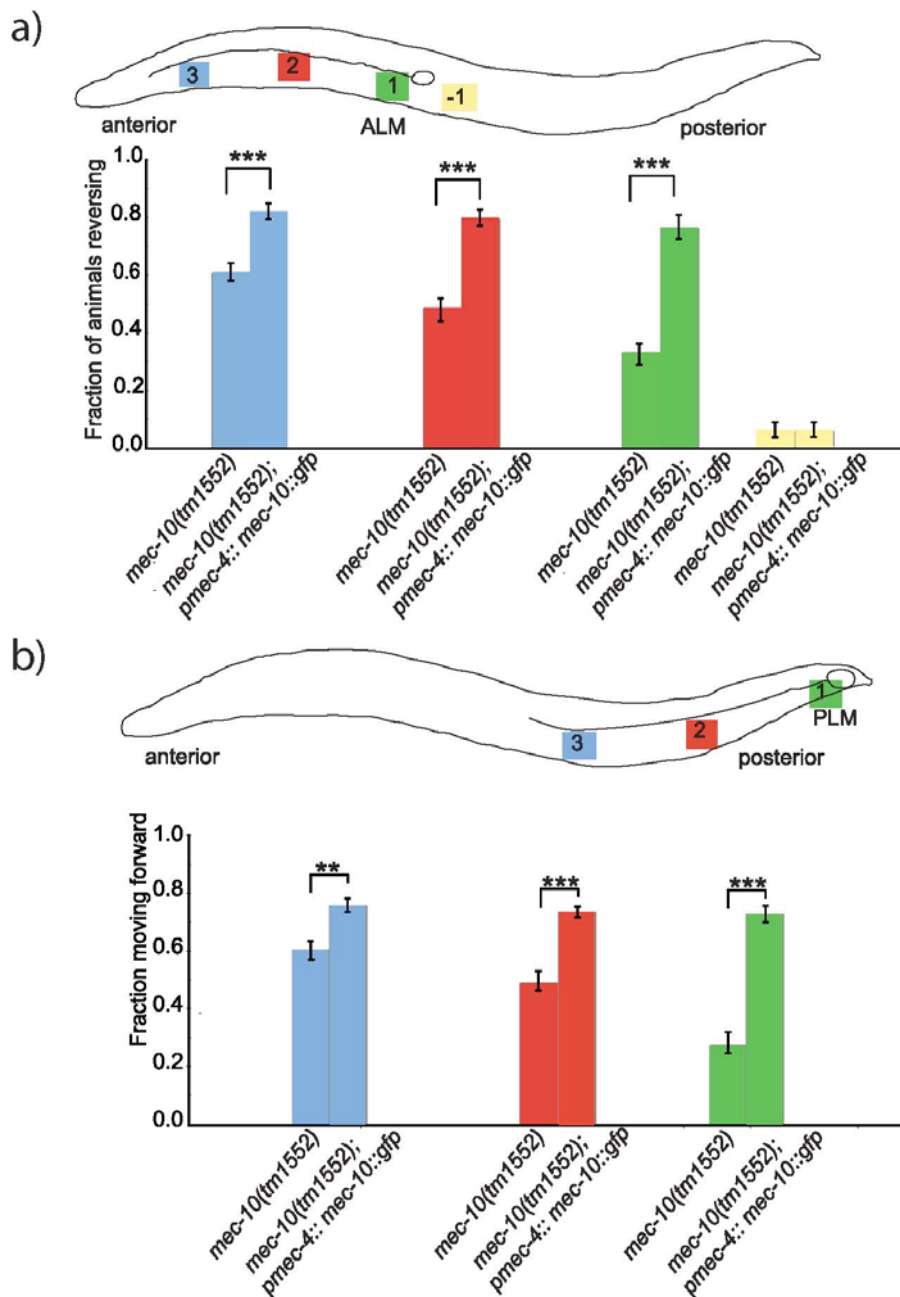 a)
3
2
1
-1
anterior
ALM
posterior
Fraction of animals reversing
1.0
0.8
0.6
0.4
0.2
0.0
***
***
***
mec-10(tm1552)
mec-10(tm1552);
pmec-4:: mec-10::gfp
mec-10(tm1552)
mec-10(tm1552);
pmec-4:: mec-10::gfp
mec-10(tm1552)
mec-10(tm1552);
pmec-4:: mec-10::gfp
mec-10(tm1552)
mec-10(tm1552);
pmec-4:: mec-10::gfp
b)
1
2
3
PLM
anterior
posterior
Fraction moving forward
1.0
0.8
0.6
0.4
0.2
0.0
**
***
***
mec-10(tm1552)
mec-10(tm1552);
pmec-4:: mec-10::gfp
mec-10(tm1552)
mec-10(tm1552);
pmec-4:: mec-10::gfp
mec-10(tm1552)
mec-10(tm1552);
pmec-4:: mec-10::gfp